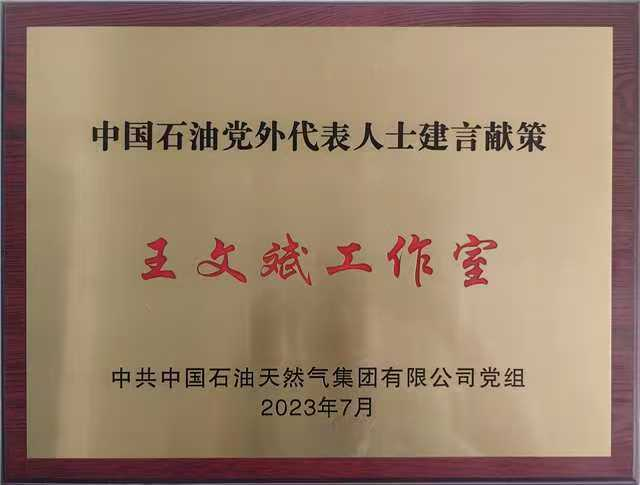 中国石油党外代表人士建言献策
王文斌工作室
中共中国石油天然气集团有限公司党组
2023年7月